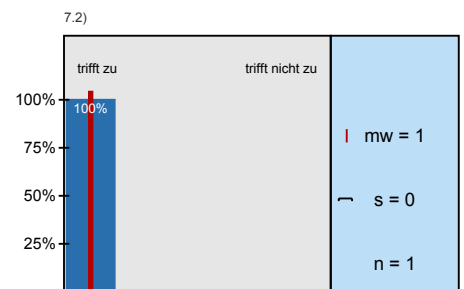 7.2)
trifft zu trifft nicht zu
100%
100%
75%
50%
25%
mw = 1
s = 0
n = 1